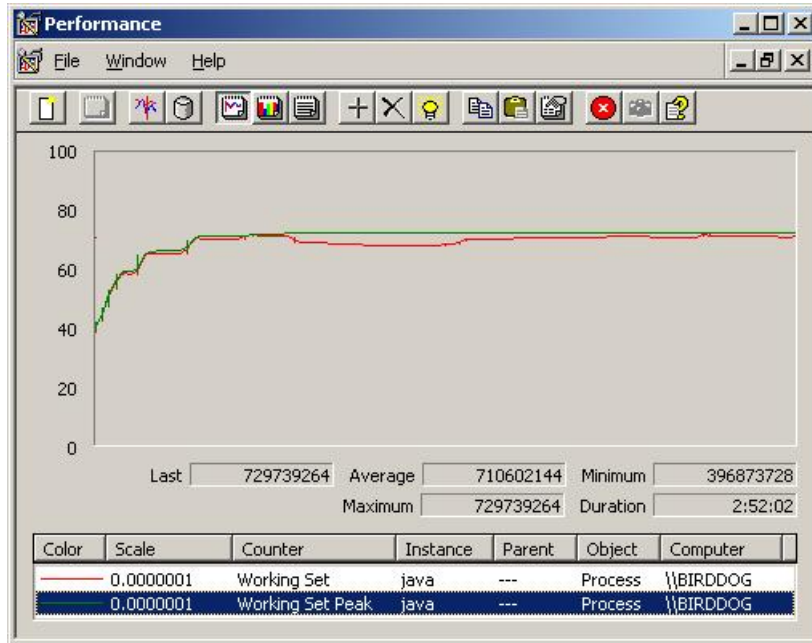 Performance
File Window Help
100
80
60
40
20
0
Last 729739264 Average 710602144 Minimum 396873728
Maximum 729739264 Duration 2:52:02
Color Scale Counter Instance Parent Object Computer
0.0000001 Working Set java --- Process \\BIRDDOG
0.0000001 Working Set Peak java --- Process \\BIRDDOG